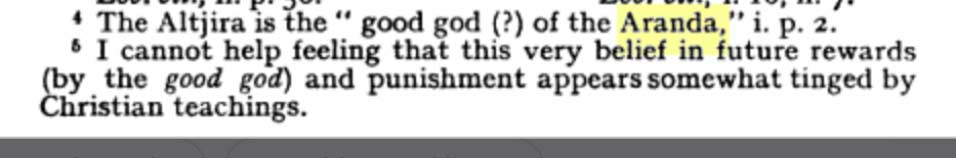 ⁴ The Altjira is the “ good god (?) of the Aranda,” i. p. 2.
⁵ I cannot help feeling that this very belief in future rewards
(by the good god) and punishment appears somewhat tinged by
Christian teachings.